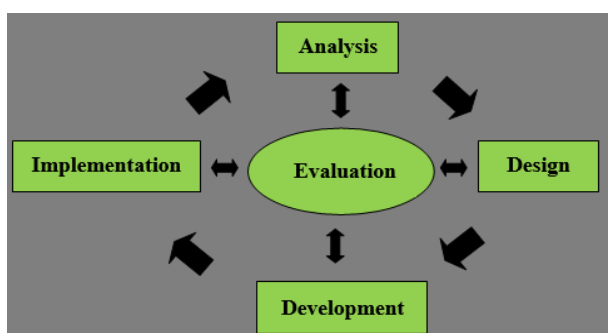 Analysis
Implementation
Evaluation
Design
Development